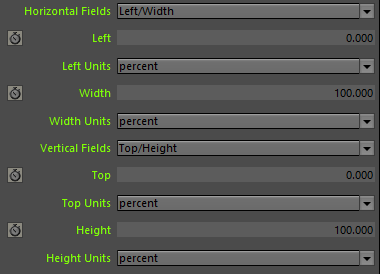 Horizontal Fields Left/Width
Left 0.000
Left Units percent
Width 100.000
Width Units percent
Vertical Fields Top/Height
Top 0.000
Top Units percent
Height 100.000
Height Units percent